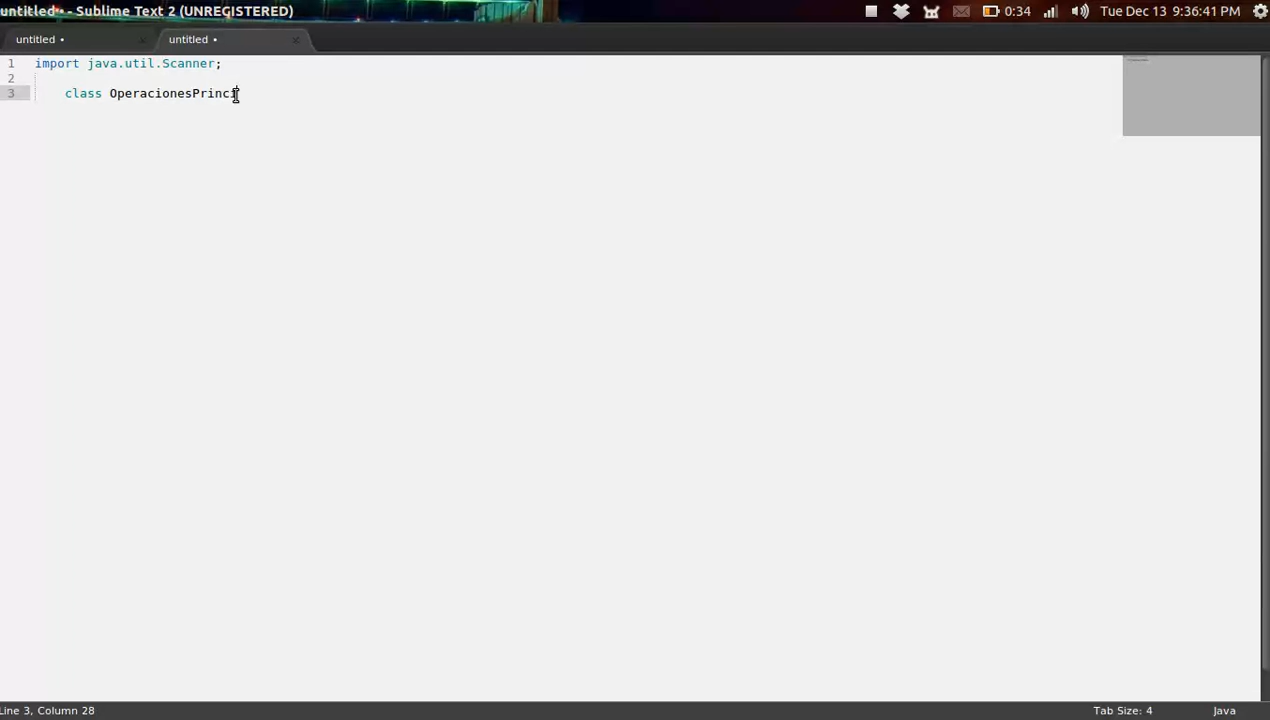 untitled • - Sublime Text 2 (UNREGISTERED)
0:34
Tue Dec 13 9:36:41 PM
untitled •
untitled •
1 import java.util.Scanner;
2
3 class OperacionesPrinci
Line 3, Column 28
Tab Size: 4
Java